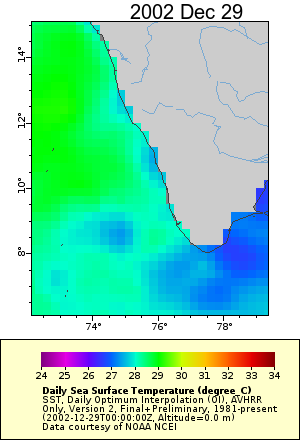 2002 Dec 29
14°
12°
10°
8°
74°
76°
78°
24 25 26 27 28 29 30 31 32 33 34
Daily Sea Surface Temperature (degree_C)
SST, Daily Optimum Interpolation (OI), AVHRR
Only, Version 2, Final+Preliminary, 1981-present
(2002-12-29T00:00:00Z, Altitude=0.0 m)
Data courtesy of NOAA NCEI